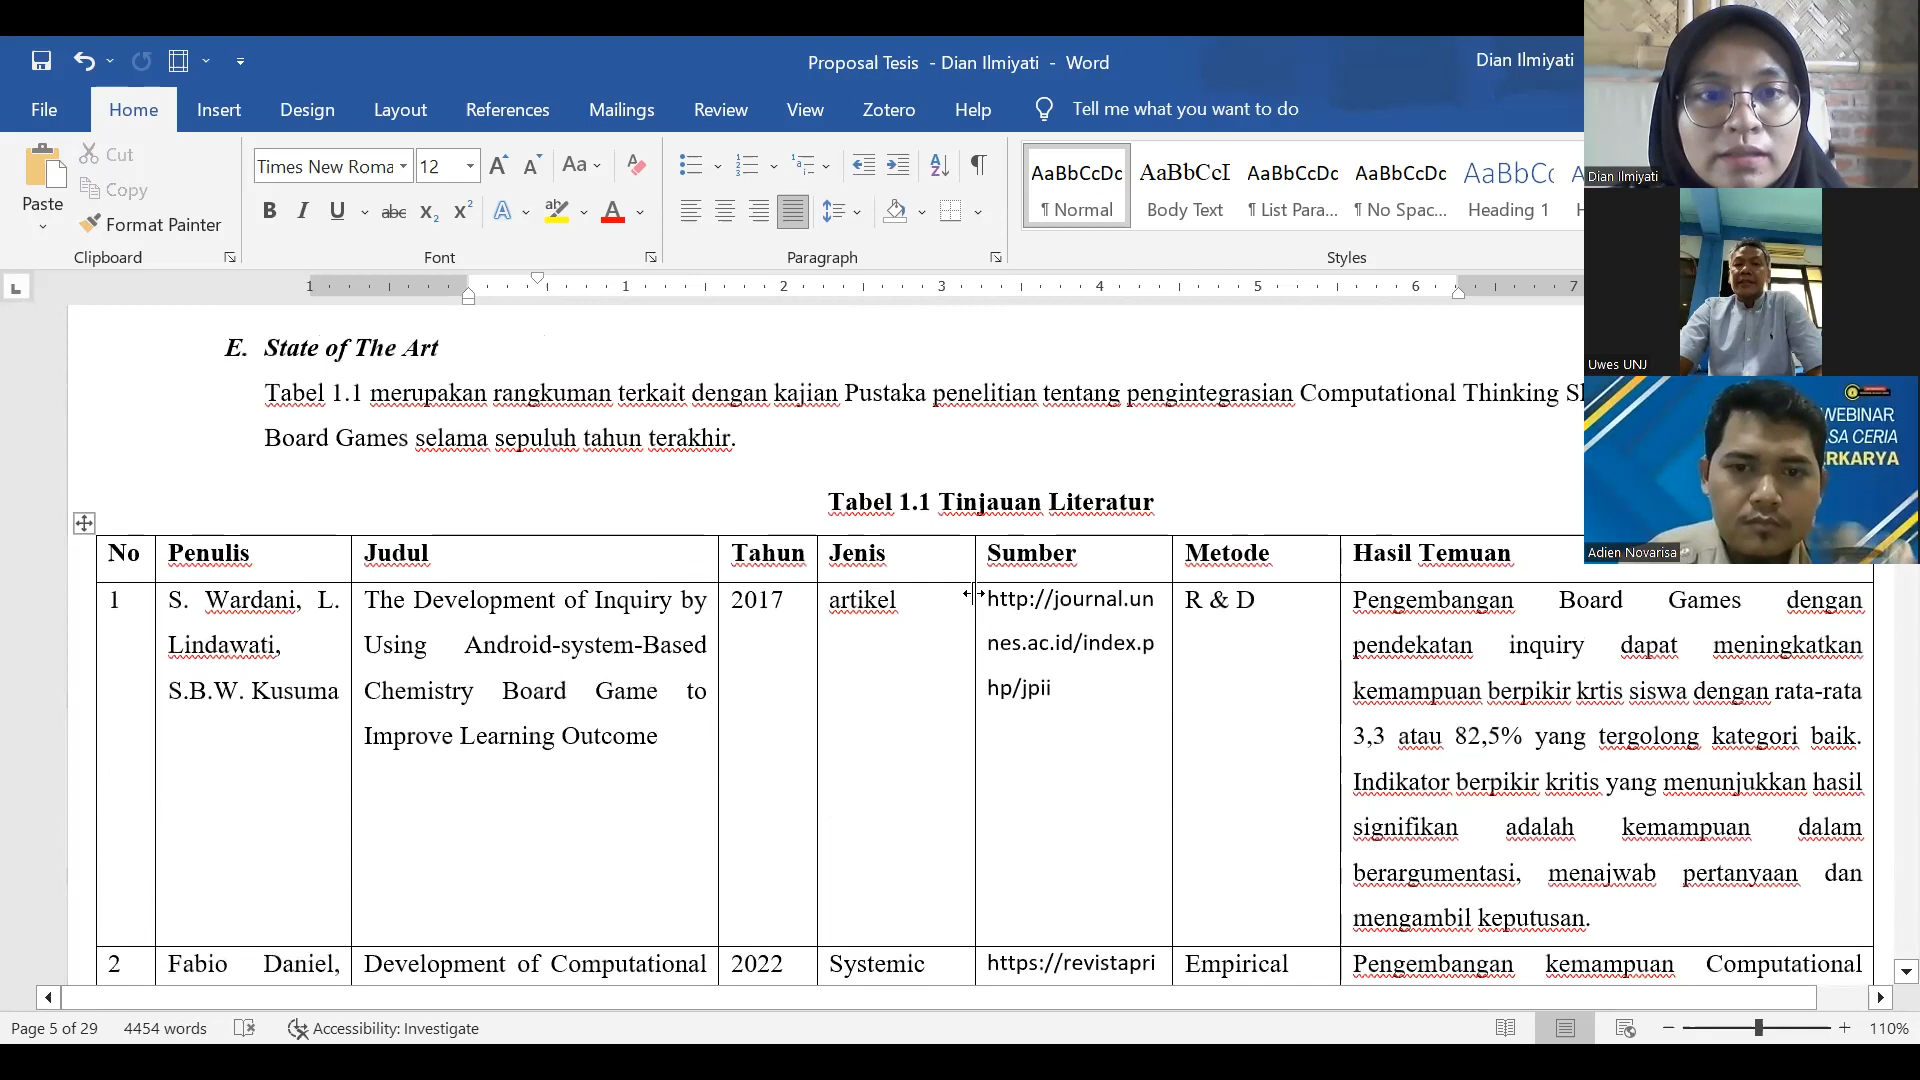 Proposal Tesis - Dian Ilmiyati - Word
Dian Ilmiyati
File Home Insert Design Layout References Mailings Review View Zotero Help Tell me what you want to do
Paste
Cut
Copy
Format Painter
Clipboard
Times New Roma 12
Font
Paragraph
AaBbCcDc AaBbCcI AaBbCcDc AaBbCcDc AaBbCc
¶ Normal Body Text ¶ List Para... ¶ No Spac... Heading 1
Styles
1 1 2 3 4 5 6 7
E. State of The Art
Tabel 1.1 merupakan rangkuman terkait dengan kajian Pustaka penelitian tentang pengintegrasian Computational Thinking
Board Games selama sepuluh tahun terakhir.
Tabel 1.1 Tinjauan Literatur
No Penulis Judul Tahun Jenis Sumber Metode Hasil Temuan
1
S. Wardani, L.
Lindawati,
S.B.W. Kusuma
The Development of Inquiry by
Using Android-system-Based
Chemistry Board Game to
Improve Learning Outcome
2017
artikel
http://journal.un
nes.ac.id/index.p
hp/jpii
R & D
Pengembangan Board Games dengan
pendekatan inquiry dapat meningkatkan
kemampuan berpikir krtis siswa dengan rata-rata
3,3 atau 82,5% yang tergolong kategori baik.
Indikator berpikir kritis yang menunjukkan hasil
signifikan adalah kemampuan dalam
berargumentasi, menajwab pertanyaan dan
mengambil keputusan.
2
Fabio Daniel,
Development of Computational
2022
Systemic
https://revistapri
Empirical
Pengembangan kemampuan Computational
Page 5 of 29 4454 words Accessibility: Investigate 110%
Dian Ilmiyati
Uwes UNJ
WEBINAR
SA CERIA
ERKARYA
Adien Novarisa